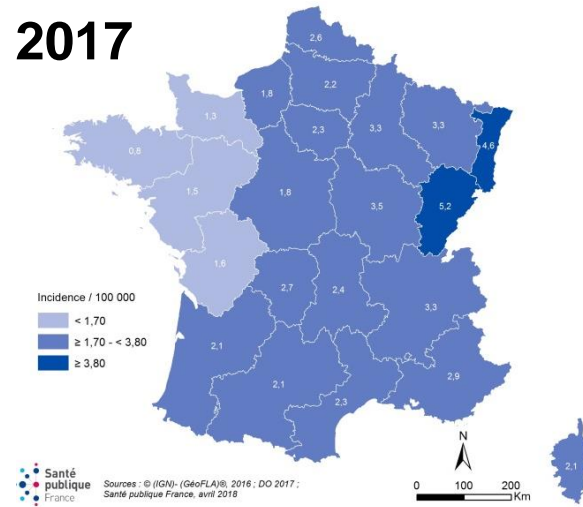 2017
2,6
2,2
1,8
1,3
3,3
3,3
2,3
4,6
0,8
1,5
1,8
3,5
5,2
1,6
2,7
2,4
3,3
2,1
2,1
2,3
2,9
2,1
Incidence / 100 000
< 1,70
≥ 1,70 - < 3,80
≥ 3,80
N
0 100 200
Km
Santé
publique
France
Sources : © (IGN)- (GéoFLA)®, 2016 ; DO 2017 ;
Santé publique France, avril 2018